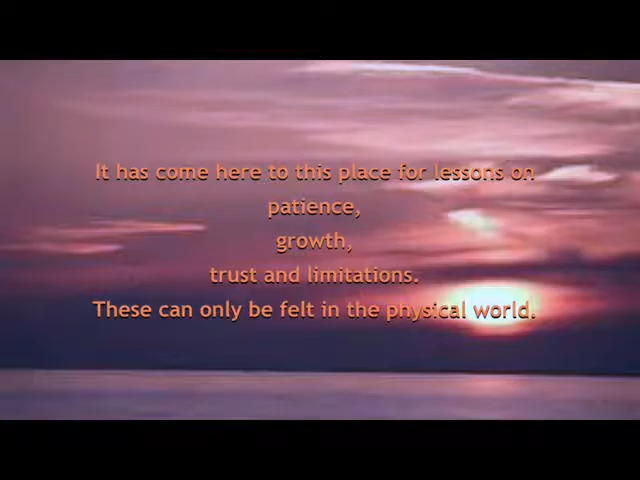 It has come here to this place for lessons on
patience,
growth,
trust and limitations.
These can only be felt in the physical world.